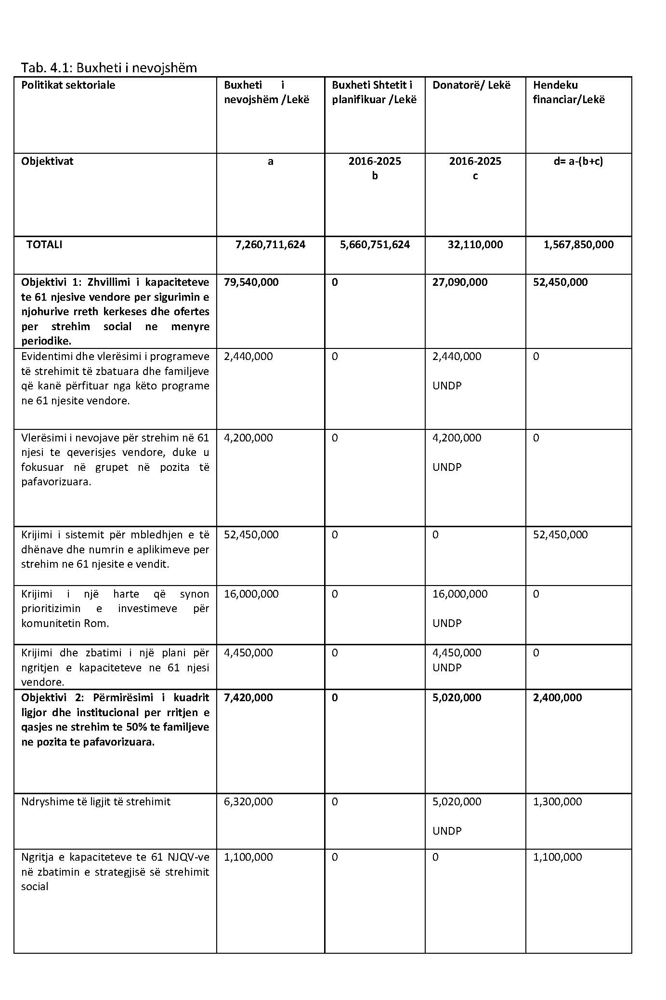 Tab. 4.1: Buxheti i nevojshëm
Politikat sektoriale
Buxheti i
nevojshëm /Lekë
Buxheti Shtetit i
planifikuar /Lekë
Donatorë/ Lekë
Hendeku
financiar/Lekë
Objektivat
a
2016-2025
b
2016-2025
c
d= a-(b+c)
TOTALI
7,260,711,624
5,660,751,624
32,110,000
1,567,850,000
Objektivi 1: Zhvillimi i kapaciteteve
te 61 njesive vendore per sigurimin e
njohurive rreth kerkeses dhe ofertes
per strehim social ne menyre
periodike.
79,540,000
0
27,090,000
52,450,000
Evidentimi dhe vlerësimi i programeve
të strehimit të zbatuara dhe familjeve
që kanë përfituar nga këto programe
ne 61 njesite vendore.
2,440,000
0
2,440,000
UNDP
0
Vlerësimi i nevojave për strehim në 61
njesi te qeverisjes vendore, duke u
fokusuar në grupet në pozita të
pafavorizuara.
4,200,000
0
4,200,000
UNDP
0
Krijimi i sistemit për mbledhjen e të
dhënave dhe numrin e aplikimeve per
strehim ne 61 njesite e vendit.
52,450,000
0
0
52,450,000
Krijimi i një harte që synon
prioritizimin e investimeve për
komunitetin Rom.
16,000,000
0
16,000,000
UNDP
0
Krijimi dhe zbatimi i një plani për
ngritjen e kapaciteteve ne 61 njesi
vendore.
4,450,000
0
4,450,000
UNDP
0
Objektivi 2: Përmirësimi i kuadrit
ligjor dhe institucional per rritjen e
qasjes ne strehim te 50% te familjeve
ne pozita te pafavorizuara.
7,420,000
0
5,020,000
2,400,000
Ndryshime të ligjit të strehimit
6,320,000
0
5,020,000
UNDP
1,300,000
Ngritja e kapaciteteve te 61 NJQV-ve
në zbatimin e strategjisë së strehimit
social
1,100,000
0
0
1,100,000